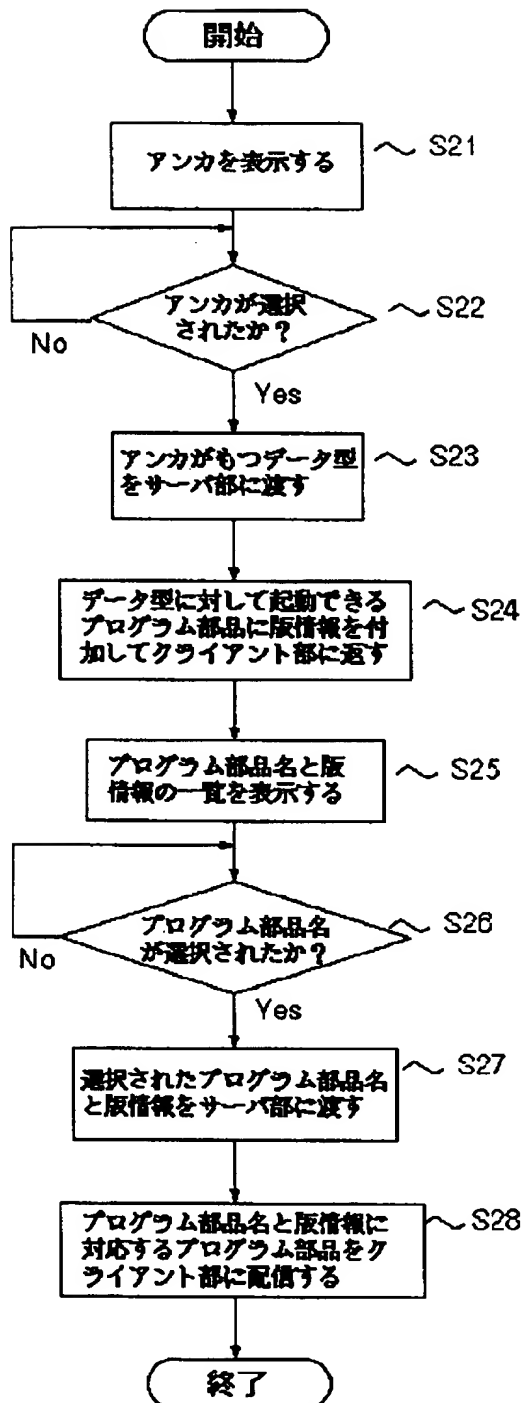 開始
アンカを表示する
S21
アンカが選択
されたか？
S22
No
Yes
アンカがもつデータ型
をサーバ部に渡す
S23
データ型に対して起動できる
プログラム部品に版情報を付
加してクライアント部に返す
S24
プログラム部品名と版
情報の一覧を表示する
S25
プログラム部品名
が選択されたか？
S26
No
Yes
選択されたプログラム部品名
と版情報をサーバ部に渡す
S27
プログラム部品名と版情報に
対応するプログラム部品をク
ライアント部に配信する
S28
終了